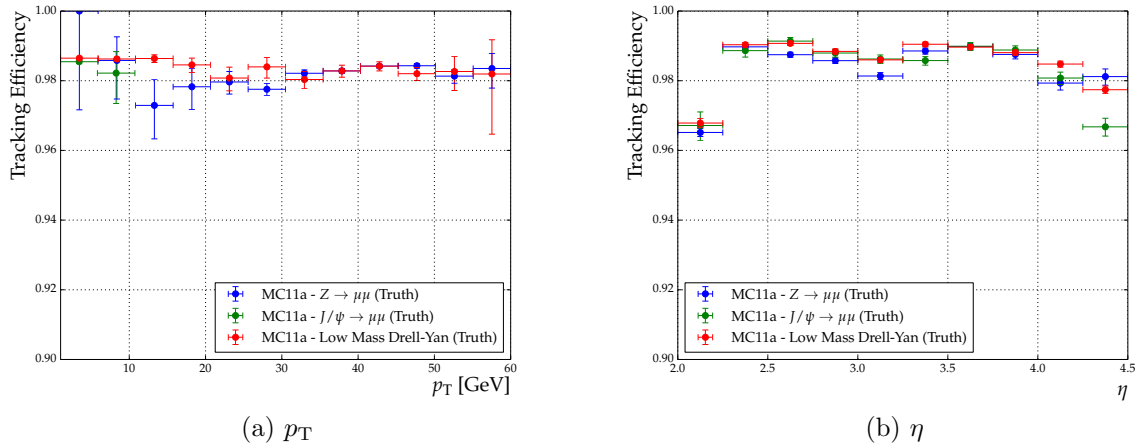 1.00
0.98
0.96
0.94
0.92
0.90
Tracking Efficiency
MC11a - Z → μμ (Truth)
MC11a - J/ψ → μμ (Truth)
MC11a - Low Mass Drell-Yan (Truth)
10 20 30 40 50 60
p_T [GeV]
(a) p_T
1.00
0.98
0.96
0.94
0.92
0.90
Tracking Efficiency
MC11a - Z → μμ (Truth)
MC11a - J/ψ → μμ (Truth)
MC11a - Low Mass Drell-Yan (Truth)
2.0 2.5 3.0 3.5 4.0 4.5
η
(b) η